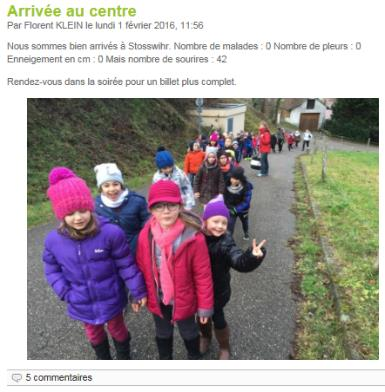 Arrivée au centre
Par Florent KLEIN le lundi 1 février 2016, 11:56
Nous sommes bien arrivés à Stosswihr. Nombre de malades : 0 Nombre de pleurs : 0
Enneigement en cm : 0 Mais nombre de sourires : 42
Rendez-vous dans la soirée pour un billet plus complet.
5 commentaires